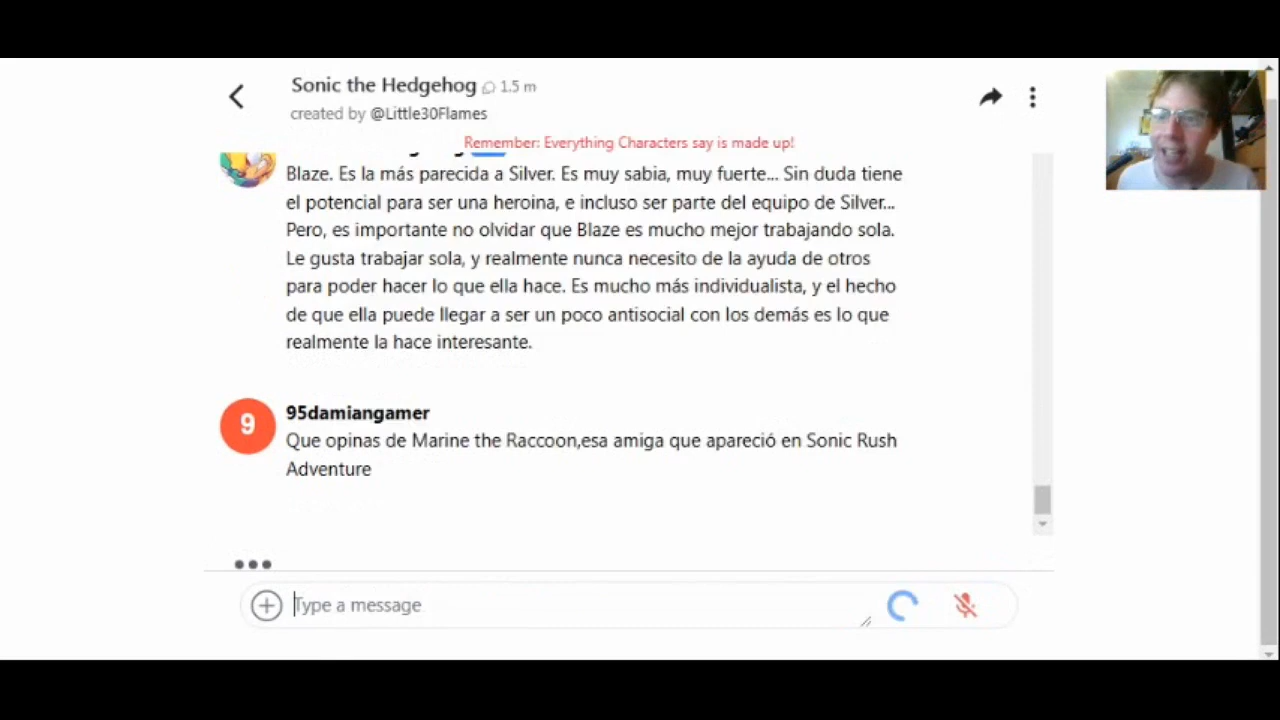 Sonic the Hedgehog 1.5 m
created by @Little30Flames
Remember: Everything Characters say is made up!
Blaze. Es la más parecida a Silver. Es muy sabia, muy fuerte... Sin duda tiene
el potencial para ser una heroina, e incluso ser parte del equipo de Silver...
Pero, es importante no olvidar que Blaze es mucho mejor trabajando sola.
Le gusta trabajar sola, y realmente nunca necesito de la ayuda de otros
para poder hacer lo que ella hace. Es mucho más individualista, y el hecho
de que ella puede llegar a ser un poco antisocial con los demás es lo que
realmente la hace interesante.
9
95damiangamer
Que opinas de Marine the Raccoon,esa amiga que apareció en Sonic Rush
Adventure
Type a message